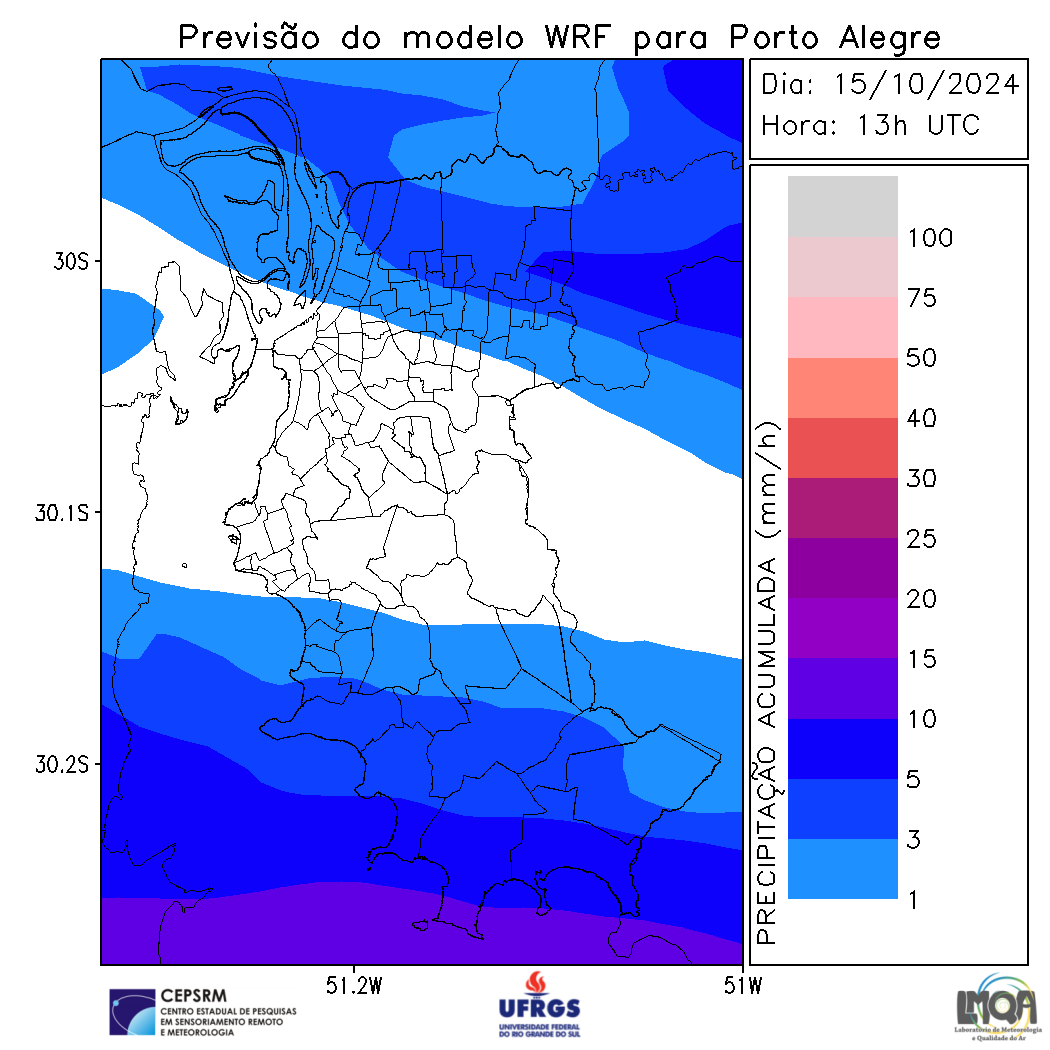 Previsão do modelo WRF para Porto Alegre
Dia: 15/10/2024
Hora: 13h UTC
30S
30.1S
30.2S
51.2W
51W
PRECIPITAÇÃO ACUMULADA (mm/h)
100
75
50
40
30
25
20
15
10
5
3
1
CEPSRM
CENTRO ESTADUAL DE PESQUISAS
EM SENSORIAMENTO REMOTO
E METEOROLOGIA
UFRGS
UNIVERSIDADE FEDERAL
DO RIO GRANDE DO SUL
LMQA
Laboratório de Meteorologia
e Qualidade do Ar